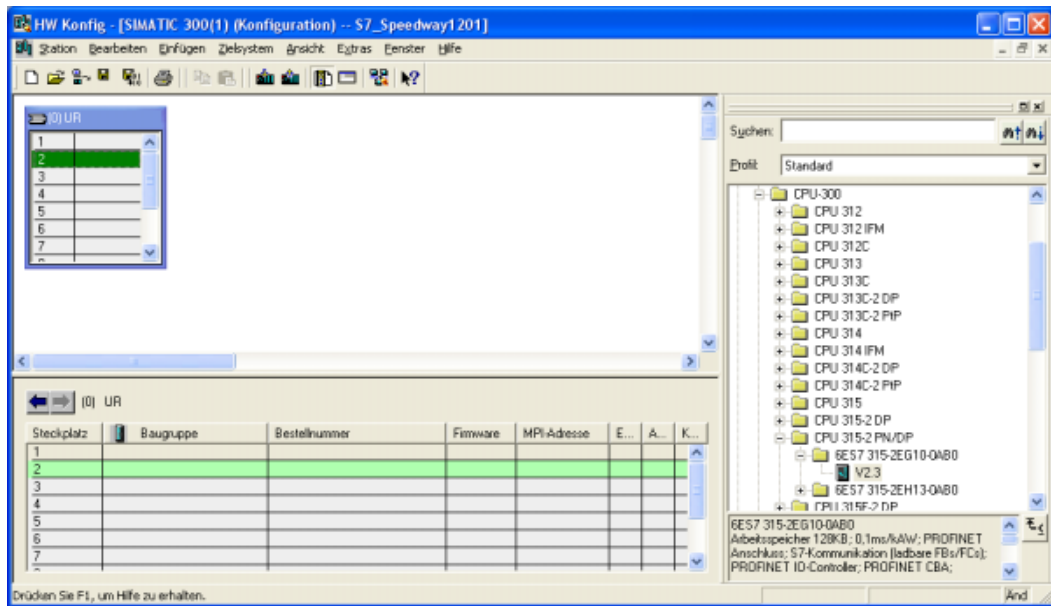 HW Konfig - [SIMATIC 300(1) (Konfiguration) -- S7_Speedway1201]
Station Bearbeiten Einfügen Zielsystem Ansicht Extras Fenster Hilfe
(0) UR
1
2
3
4
5
6
7
Suchen:
Profil: Standard
CPU-300
CPU 312
CPU 312 IFM
CPU 312C
CPU 313
CPU 313C
CPU 313C-2 DP
CPU 313C-2 PtP
CPU 314
CPU 314 IFM
CPU 314C-2 DP
CPU 314C-2 PtP
CPU 315
CPU 315-2 DP
CPU 315-2 PN/DP
6ES7 315-2EG10-0AB0
V2.3
6ES7 315-2EH13-0AB0
CPU 315F-2 DP
(0) UR
Steckplatz Baugruppe Bestellnummer Firmware MPI-Adresse E... A... K...
1
2
3
4
5
6
7
6ES7 315-2EG10-0AB0
Arbeitsspeicher 128KB; 0,1ms/kAW; PROFINET
Anschluss; S7-Kommunikation (ladbare FBs/FCs);
PROFINET IO-Controller; PROFINET CBA;
Drücken Sie F1, um Hilfe zu erhalten.
Änd